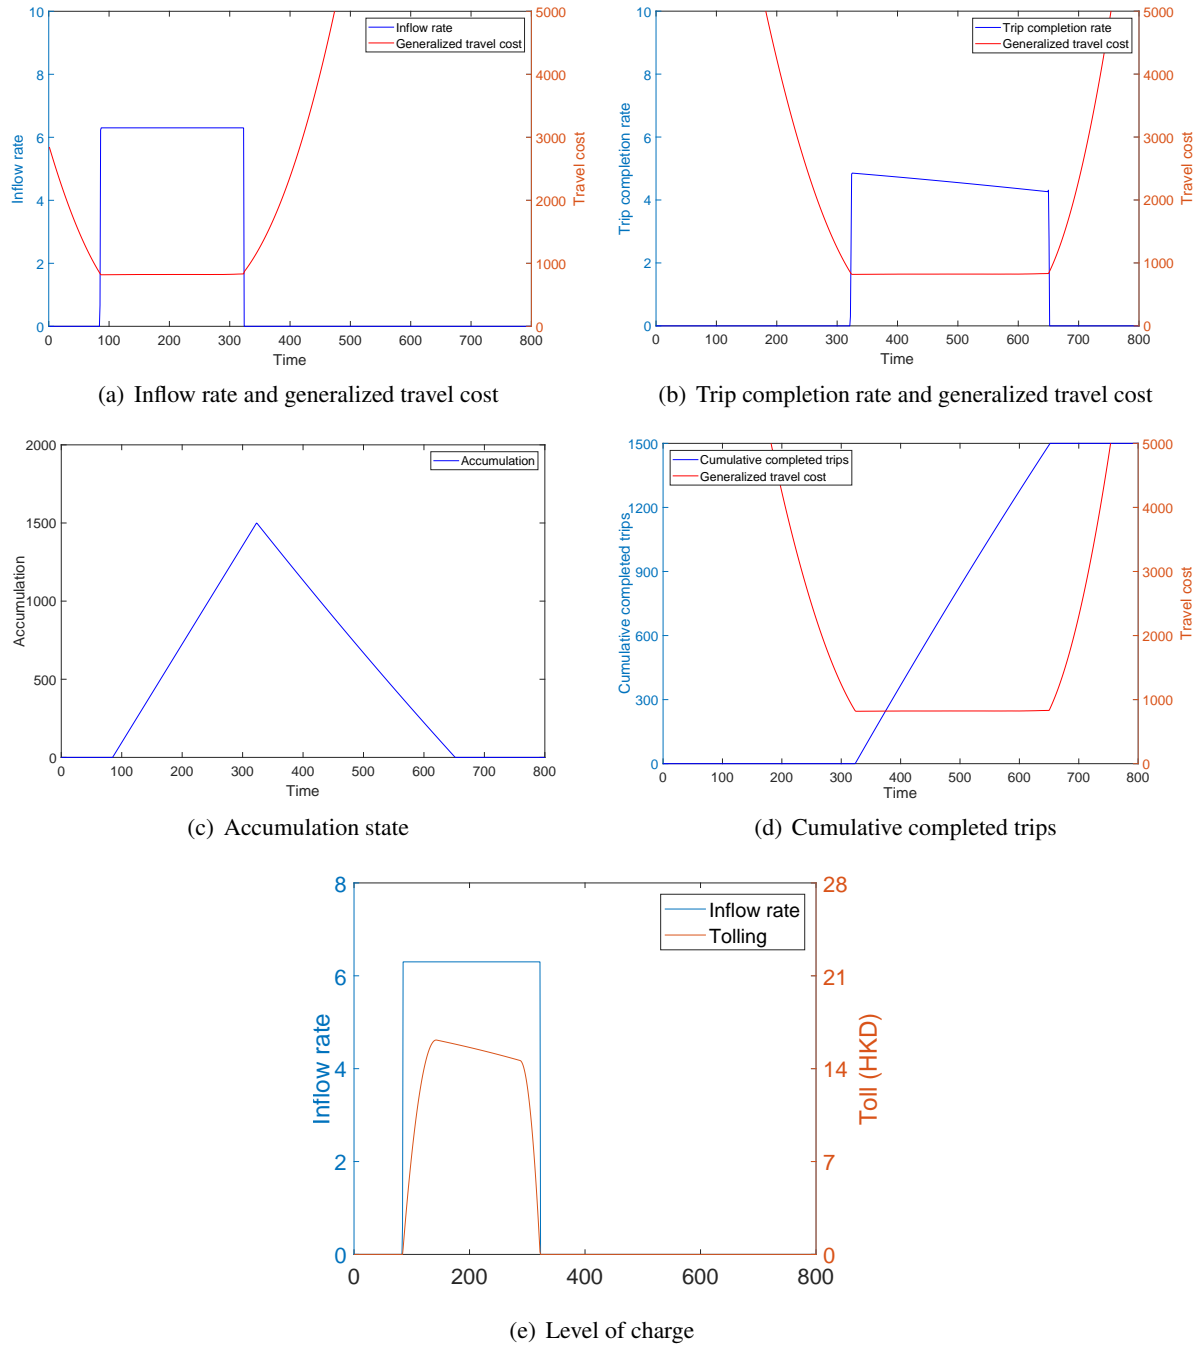 10
8
6
4
2
0
Inflow rate
5000
4000
3000
2000
1000
0
Travel cost
Inflow rate
Generalized travel cost
0 100 200 300 400 500 600 700 800
Time
(a) Inflow rate and generalized travel cost
10
8
6
4
2
0
Trip completion rate
5000
4000
3000
2000
1000
0
Travel cost
Trip completion rate
Generalized travel cost
0 100 200 300 400 500 600 700 800
Time
(b) Trip completion rate and generalized travel cost
2000
1500
1000
500
0
Accumulation
Accumulation
0 100 200 300 400 500 600 700 800
Time
(c) Accumulation state
1500
1200
900
600
300
0
Cumulative completed trips
5000
4000
3000
2000
1000
0
Travel cost
Cumulative completed trips
Generalized travel cost
0 100 200 300 400 500 600 700 800
Time
(d) Cumulative completed trips
8
6
4
2
0
Inflow rate
28
21
14
7
0
Toll (HKD)
Inflow rate
Tolling
0 200 400 600 800
(e) Level of charge